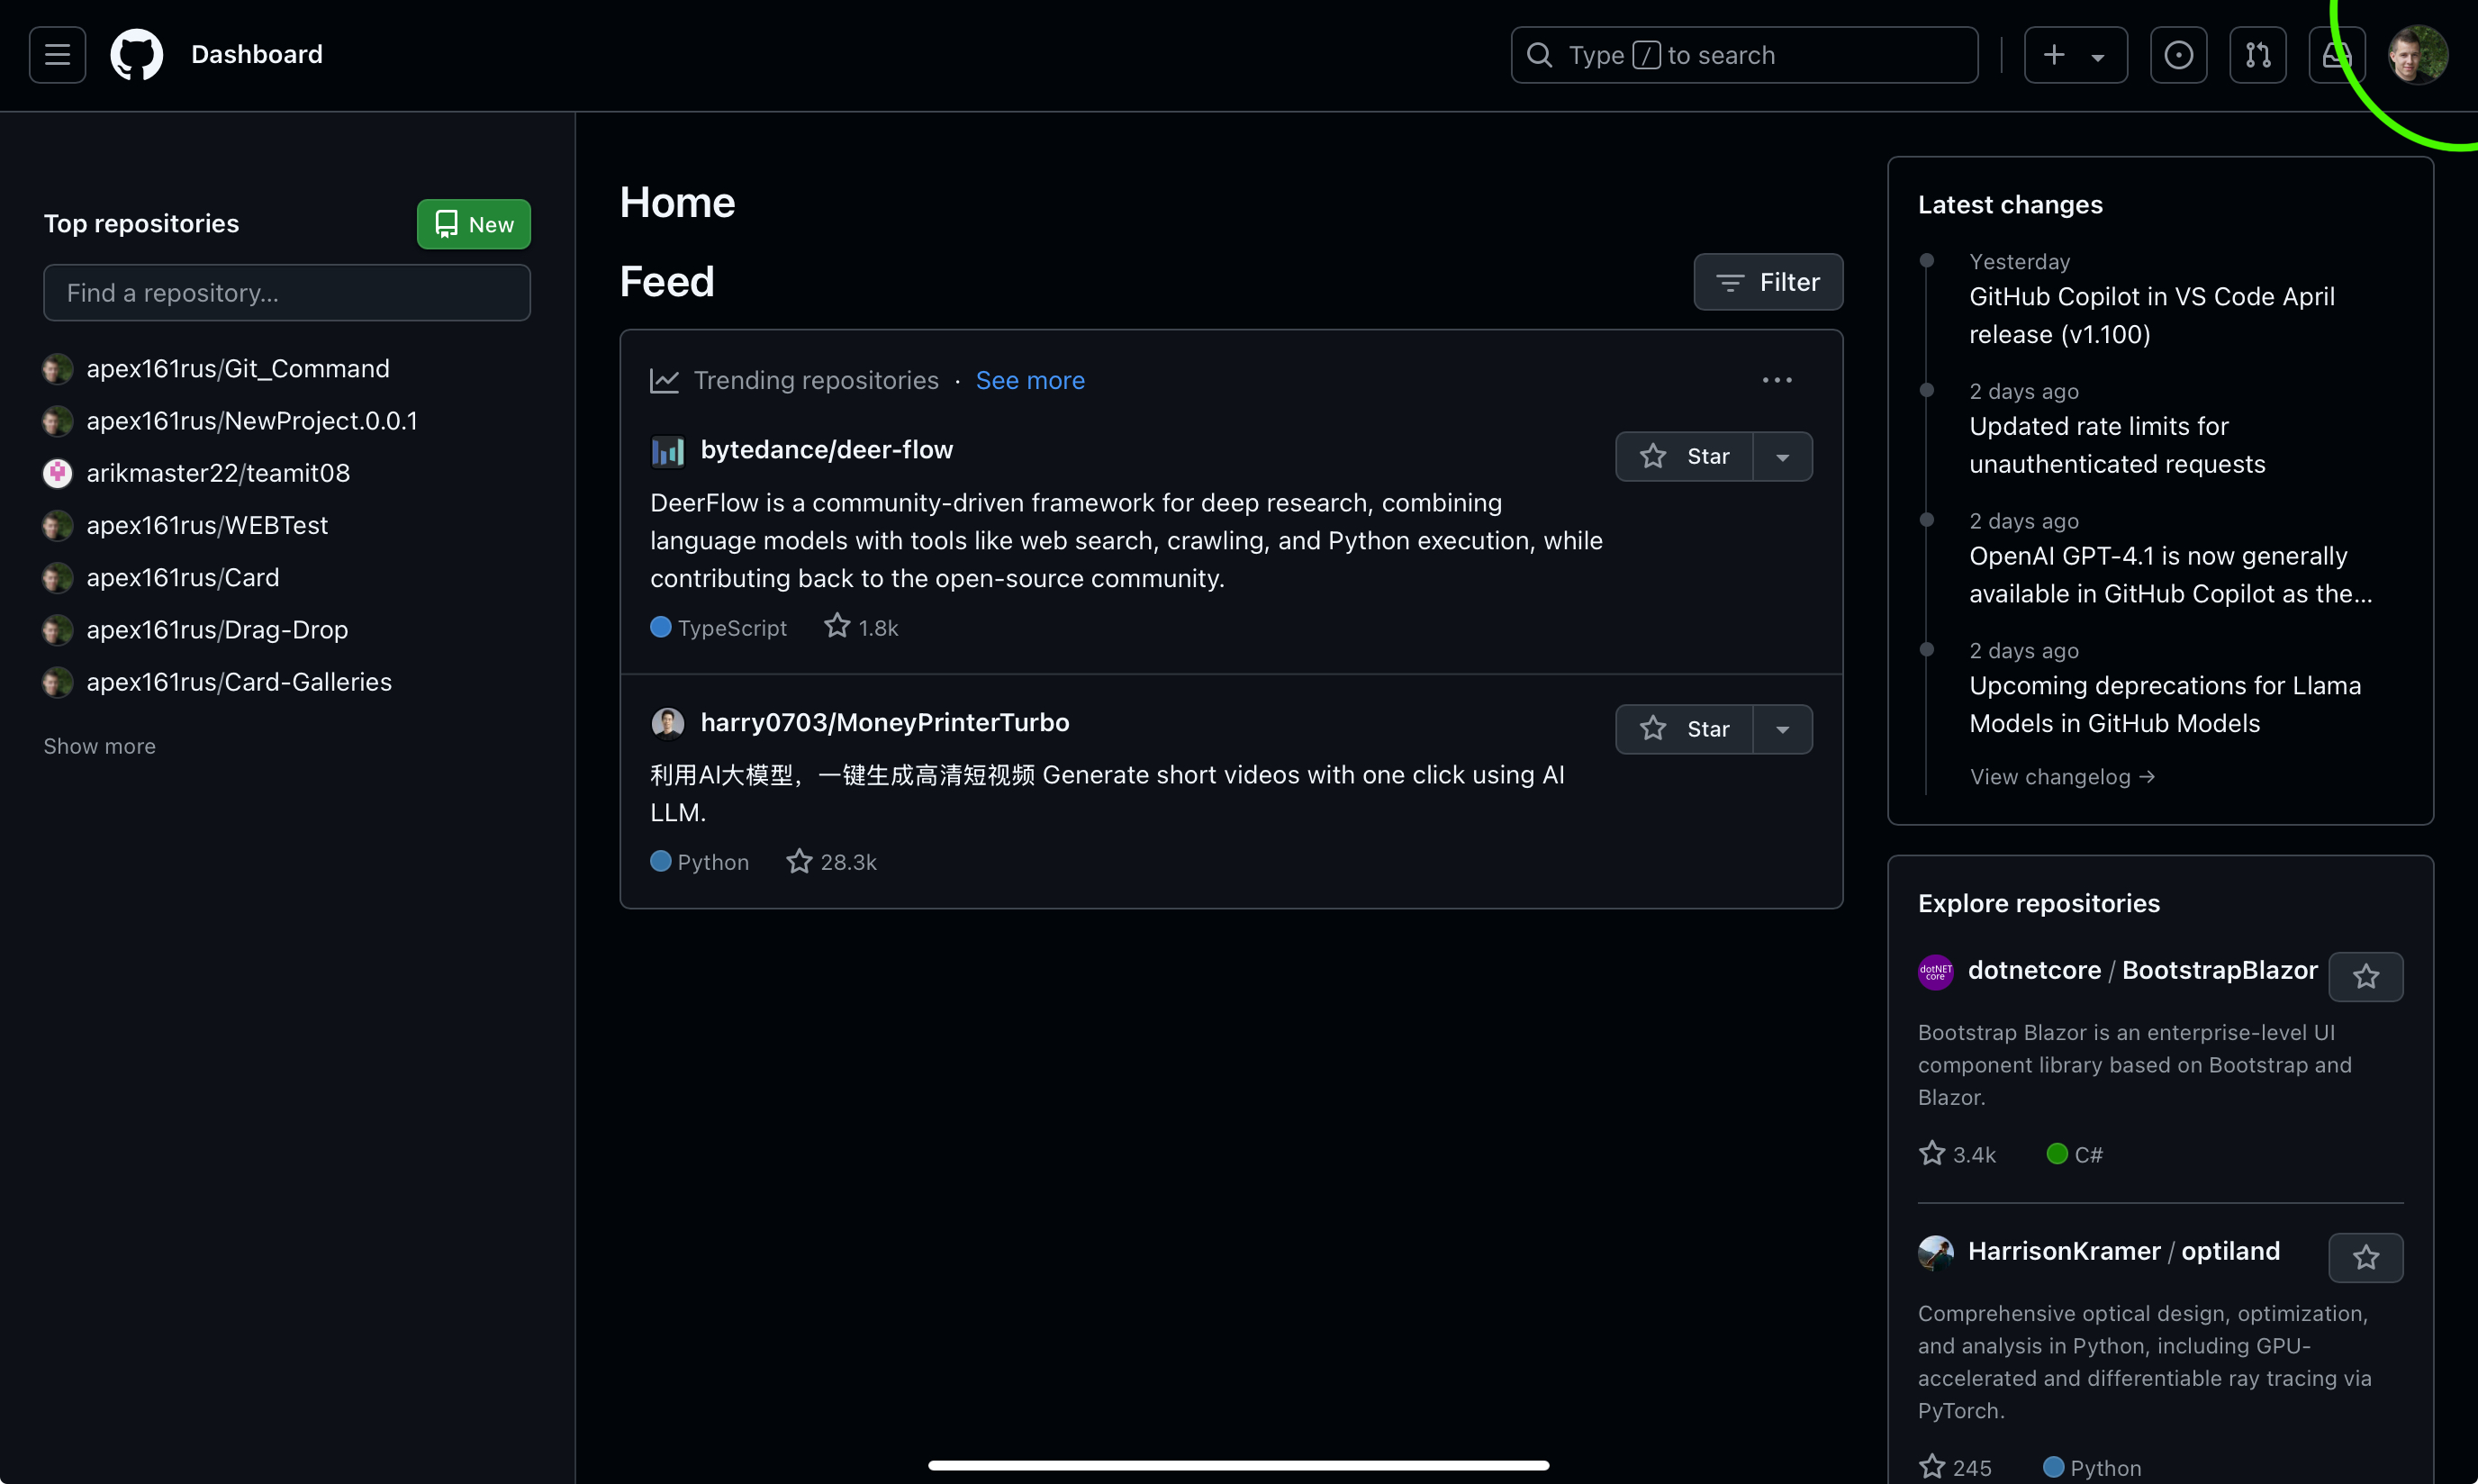 Dashboard
Type / to search
Top repositories
New
Find a repository...
apex161rus/Git_Command
apex161rus/NewProject.0.0.1
arikmaster22/teamit08
apex161rus/WEBTest
apex161rus/Card
apex161rus/Drag-Drop
apex161rus/Card-Galleries
Show more
Home
Feed
Filter
Trending repositories · See more
bytedance/deer-flow
Star
DeerFlow is a community-driven framework for deep research, combining
language models with tools like web search, crawling, and Python execution, while
contributing back to the open-source community.
TypeScript 1.8k
harry0703/MoneyPrinterTurbo
Star
利用AI大模型，一键生成高清短视频 Generate short videos with one click using AI
LLM.
Python 28.3k
Latest changes
Yesterday
GitHub Copilot in VS Code April
release (v1.100)
2 days ago
Updated rate limits for
unauthenticated requests
2 days ago
OpenAI GPT-4.1 is now generally
available in GitHub Copilot as the...
2 days ago
Upcoming deprecations for Llama
Models in GitHub Models
View changelog →
Explore repositories
dotNET
core
dotnetcore / BootstrapBlazor
Bootstrap Blazor is an enterprise-level UI
component library based on Bootstrap and
Blazor.
3.4k C#
HarrisonKramer / optiland
Comprehensive optical design, optimization,
and analysis in Python, including GPU-
accelerated and differentiable ray tracing via
PyTorch.
245 Python